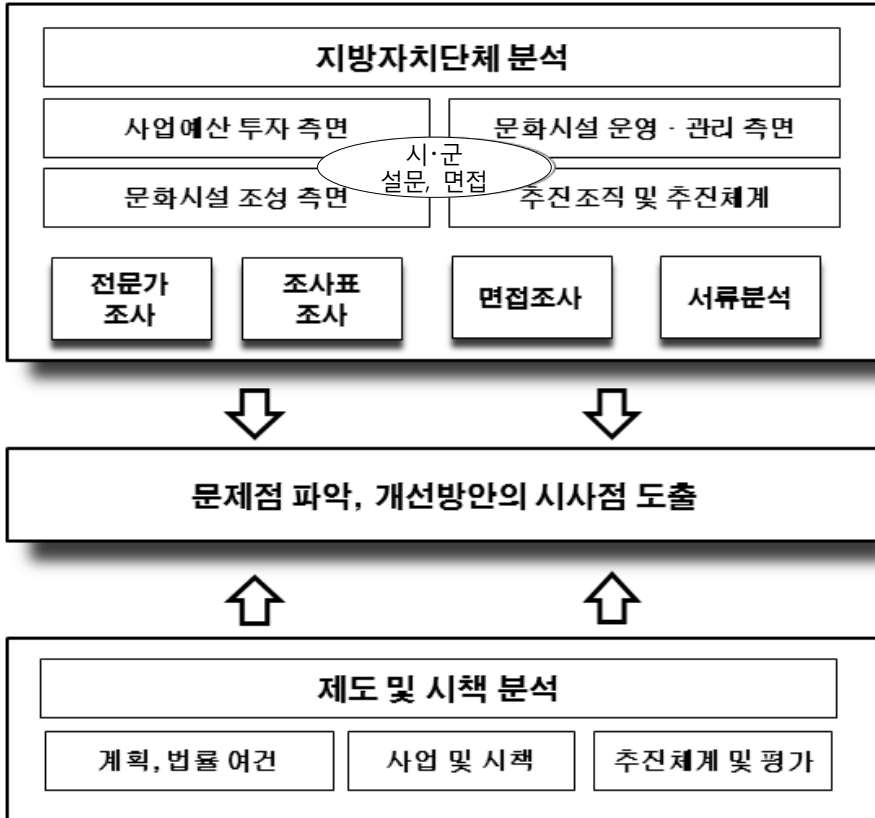 지방자치단체 분석
사업예산 투자 측면
문화시설 운영 · 관리 측면
시·군
설문, 면접
문화시설 조성 측면
추진조직 및 추진체계
전문가
조사
조사표
조사
면접조사
서류분석
문제점 파악, 개선방안의 시사점 도출
제도 및 시책 분석
계획, 법률 여건
사업 및 시책
추진체계 및 평가